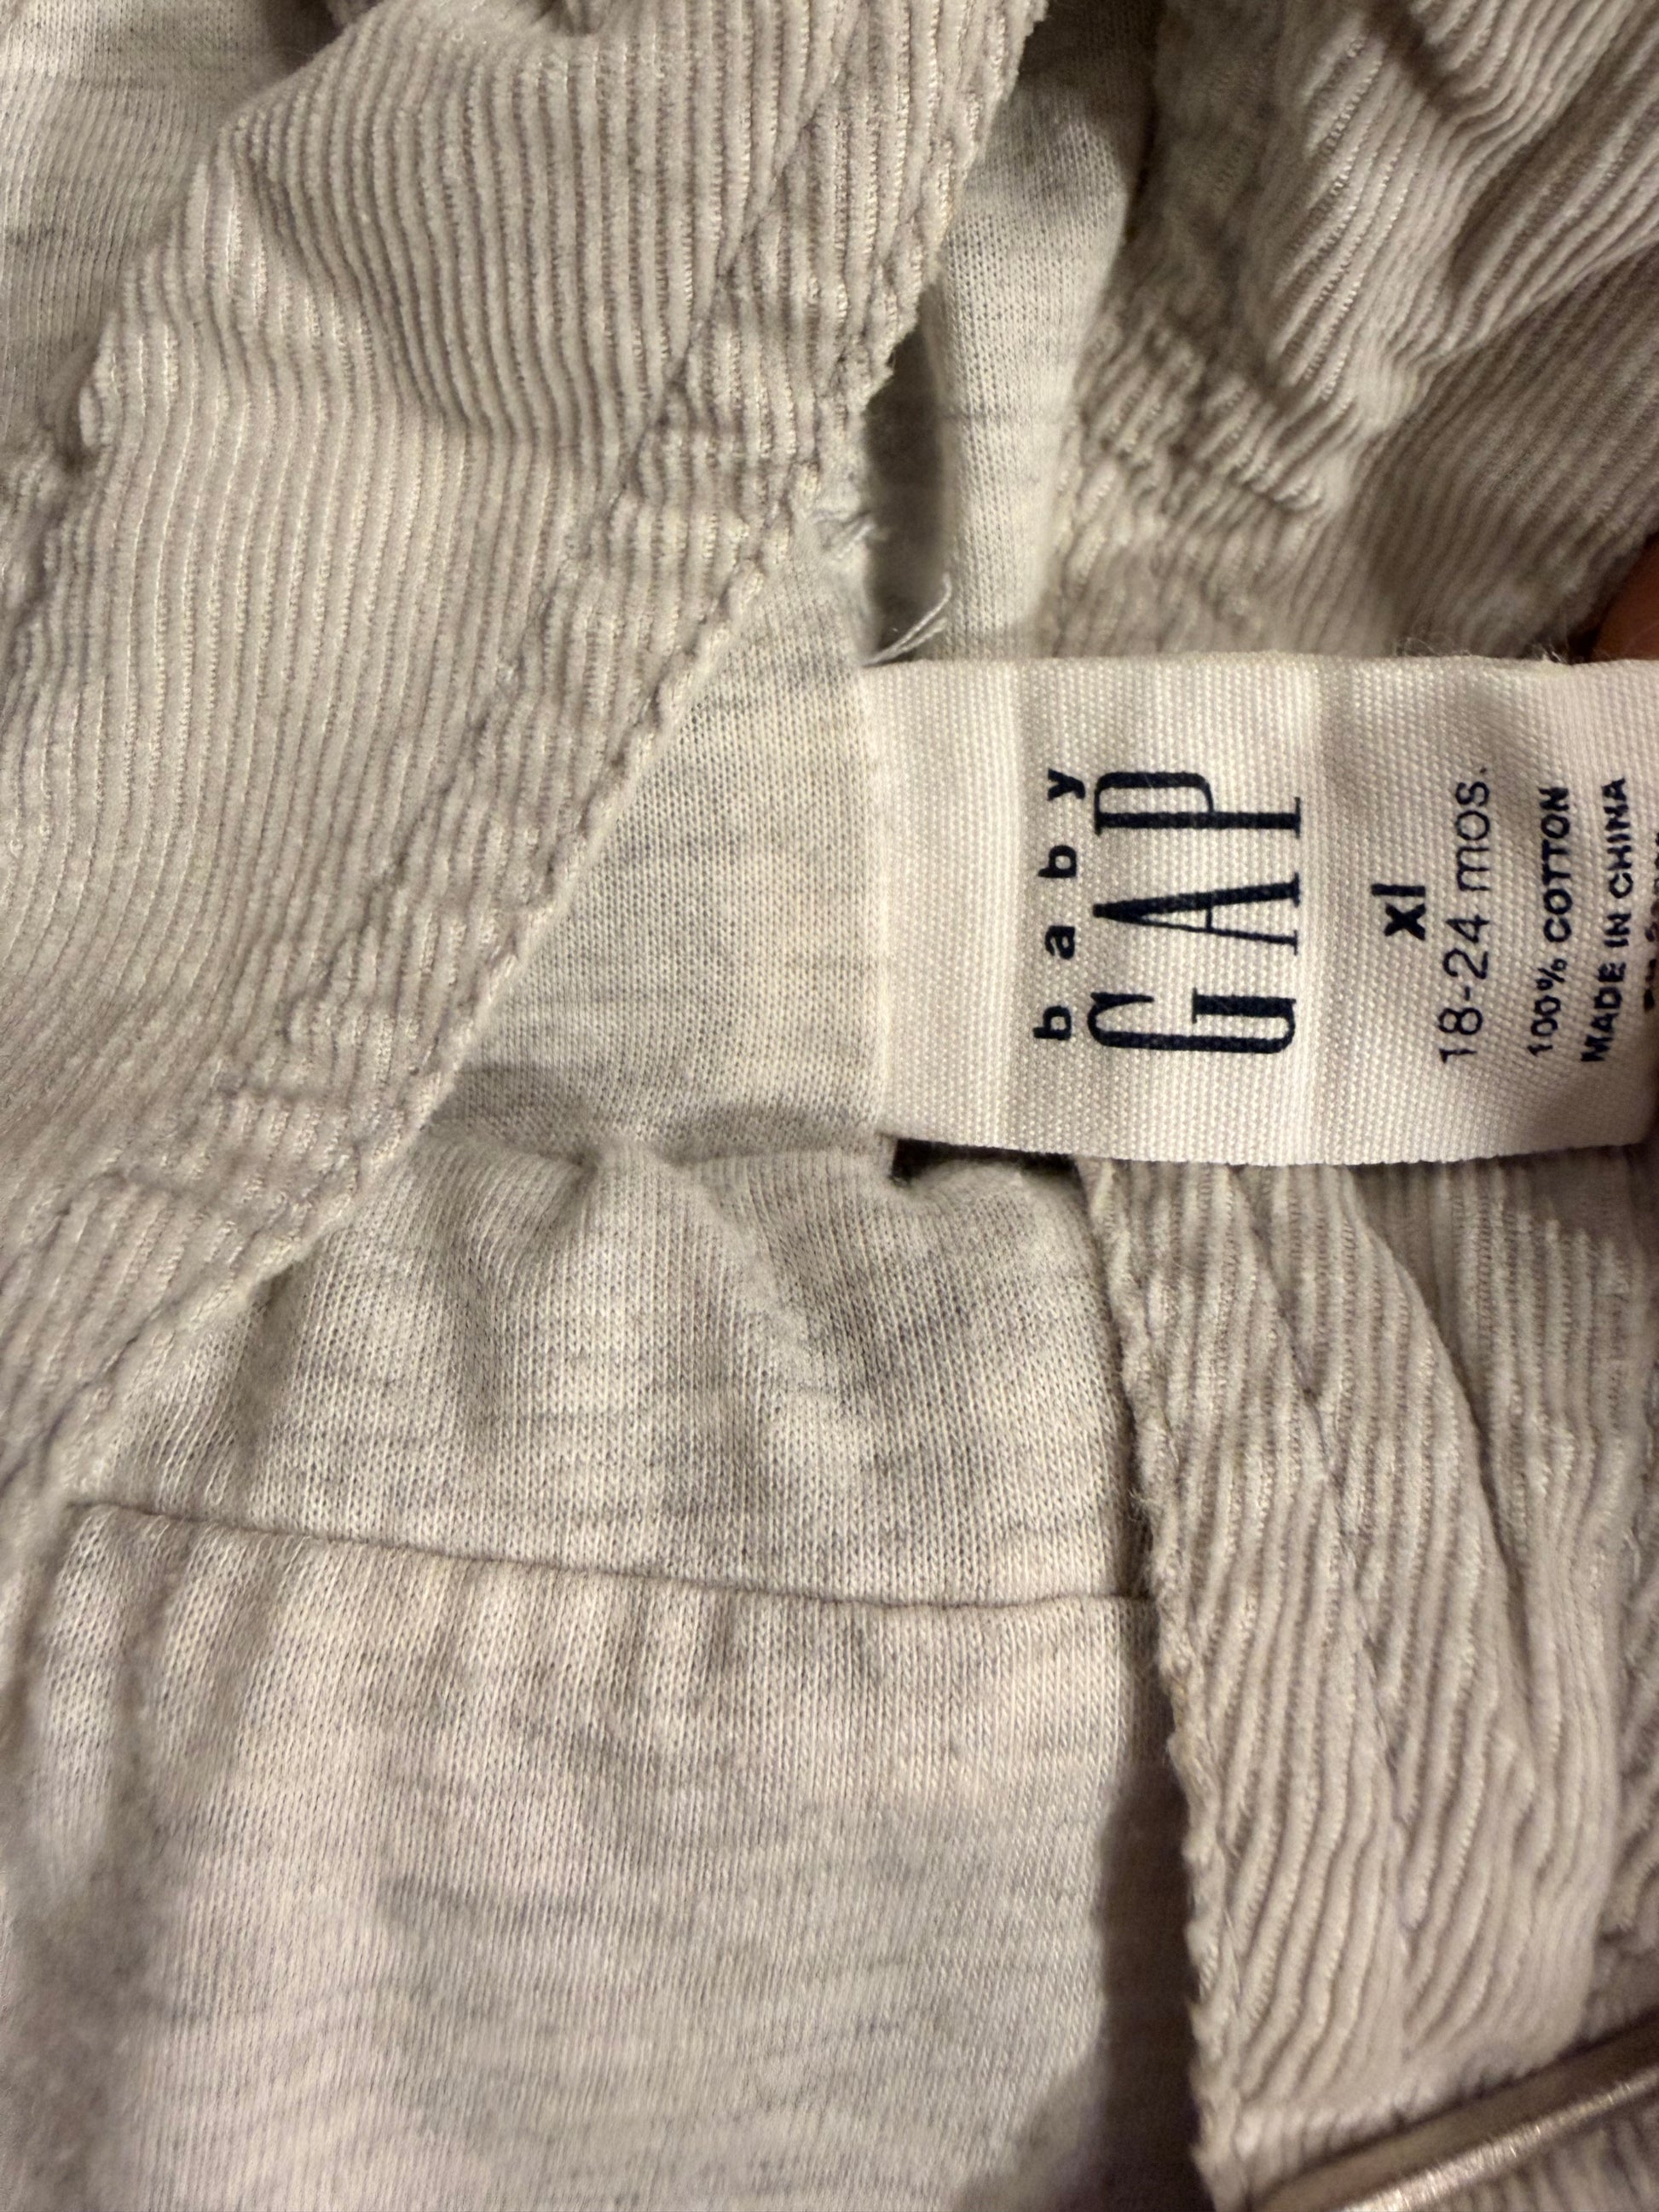 baby
GAP
xl
18-24 mos.
100% COTTON
MADE IN CHINA